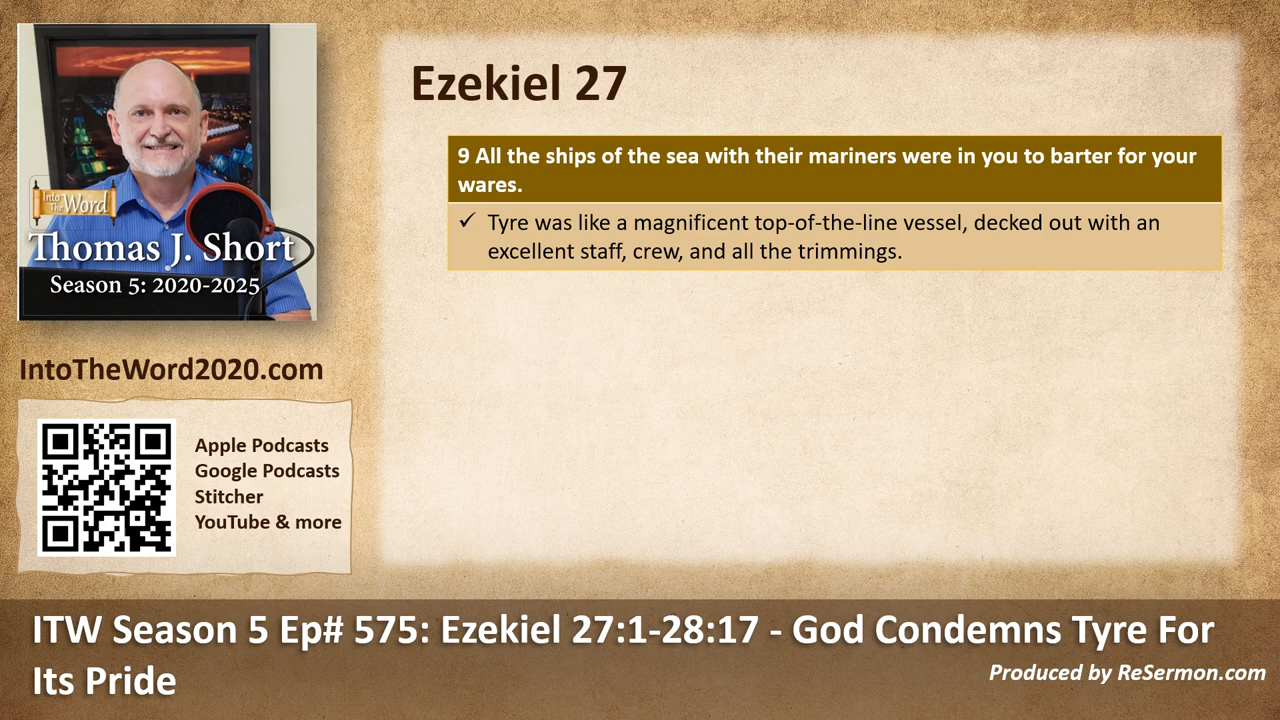 Into
The Word
Thomas J. Short
Season 5: 2020-2025
IntoTheWord2020.com
Apple Podcasts
Google Podcasts
Stitcher
YouTube & more
Ezekiel 27
9 All the ships of the sea with their mariners were in you to barter for your
wares.
✓ Tyre was like a magnificent top-of-the-line vessel, decked out with an
excellent staff, crew, and all the trimmings.
ITW Season 5 Ep# 575: Ezekiel 27:1-28:17 - God Condemns Tyre For
Its Pride
Produced by ReSermon.com